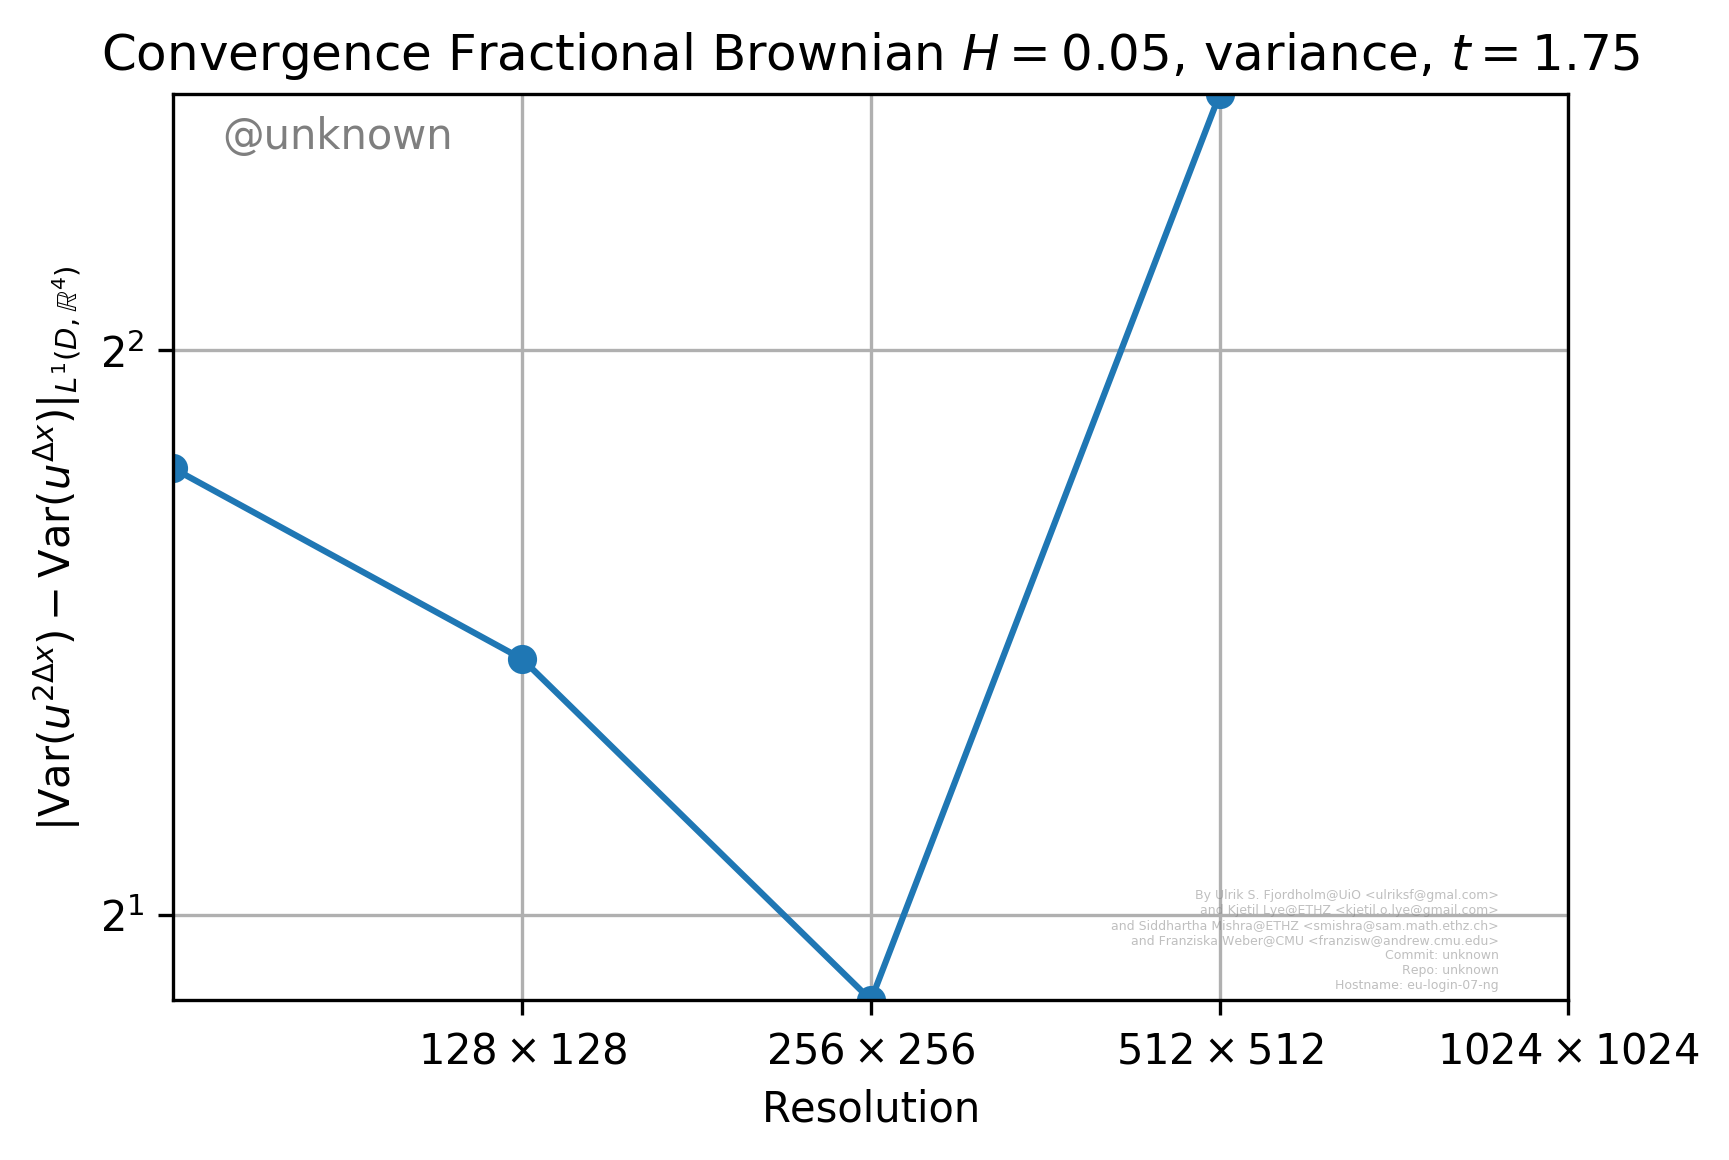 Convergence Fractional Brownian H = 0.05, variance, t = 1.75
@unknown
|Var(u^{2Δx}) − Var(u^{Δx})|_{L^1(D, ℝ^4)}
2^2
2^1
By Ulrik S. Fjordholm@UiO <ulriksf@gmal.com>
and Kjetil Lye@ETHZ <kjetil.o.lye@gmail.com>
and Siddhartha Mishra@ETHZ <smishra@sam.math.ethz.ch>
and Franziska Weber@CMU <franzisw@andrew.cmu.edu>
Commit: unknown
Repo: unknown
Hostname: eu-login-07-ng
128 × 128 256 × 256 512 × 512 1024 × 1024
Resolution